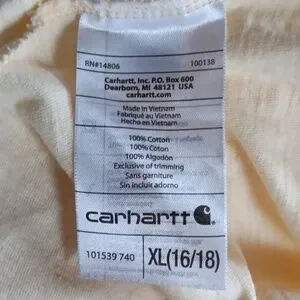 RN#14806 100138
Carhartt, Inc. P.O. Box 600
Dearborn, MI 48121 USA
carhartt.com
Made in Vietnam
Fabriqué au Vietnam
Hecho en Vietnam
100% Cotton
100% Coton
100% Algodón
Exclusive of trimming
Sans garniture
Sin incluir adorno
carhartt
101539 740 XL(16/18)